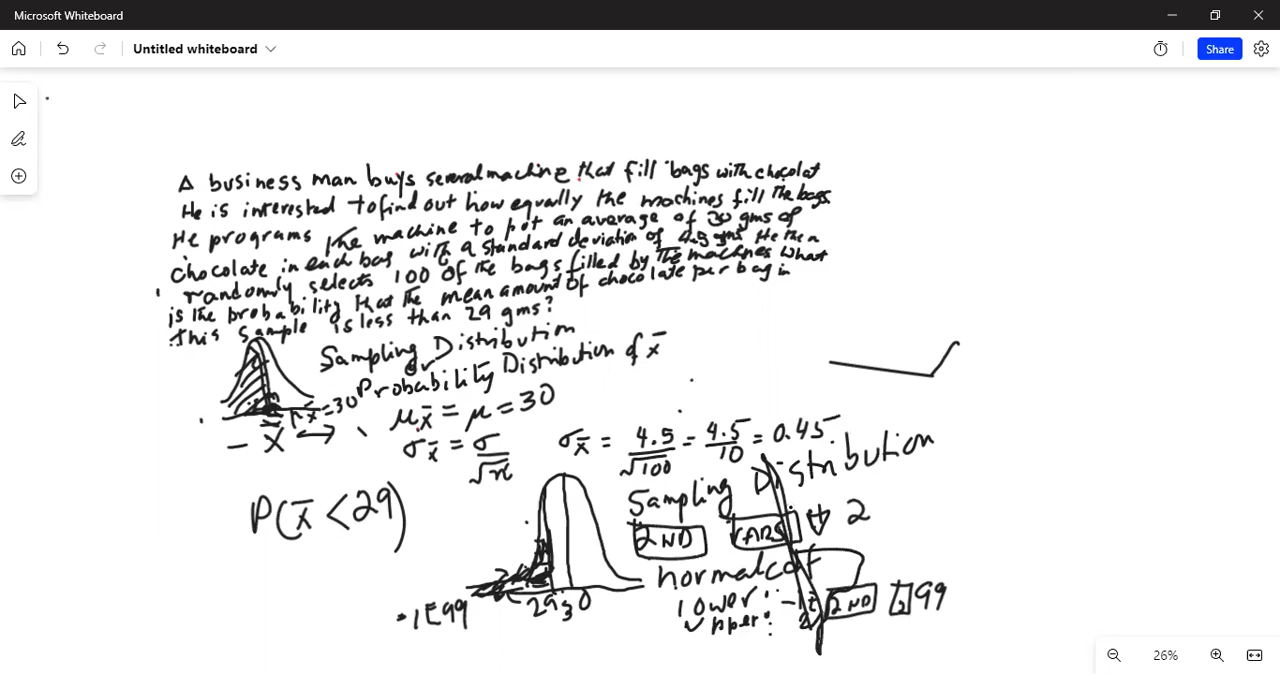 Microsoft Whiteboard
Untitled whiteboard
Share
A business man buys several machine that fill bags with chocolat
He is interested to find out how equally the machines fill the bags
He programs the machine to pot an average of 30 gms of
chocolate in each bag with a standard deviation of 4.5 gms He then
randomly selects 100 of the bags filled by the machines What
is the probability that the mean amount of chocolate per bag in
this sample is less than 29 gms?
Sampling Distribution
or
Probability Distribution of x̄
μx̄ = 30
μx̄ = μ = 30
– x̄
σx̄ = σ/√n
σx̄ = 4.5/√100 = 4.5/10 = 0.45
Sampling Distribution
P(x̄ < 29)
2ND VARS 2
normalcdf
-1E99
29 30
lower: -1 2ND , 99
upper:
26%